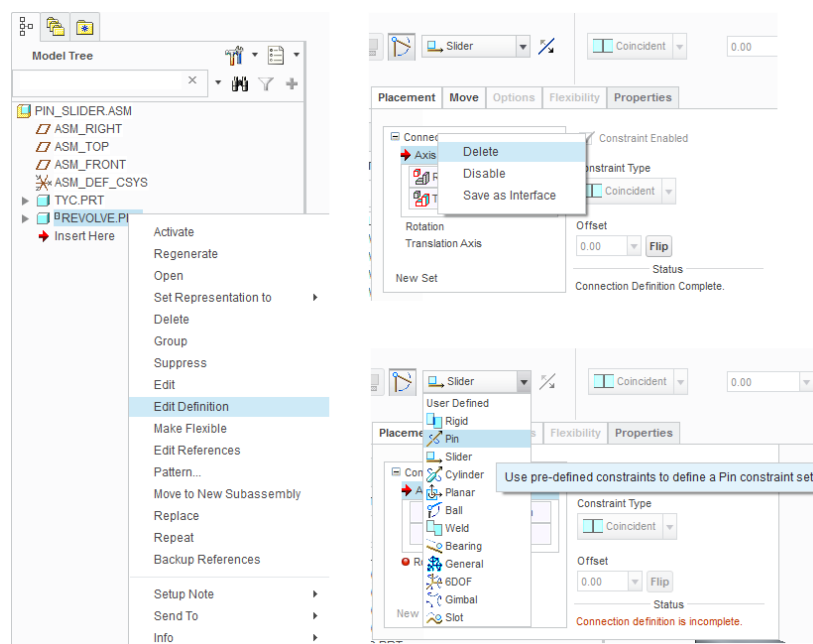 Model Tree
PIN_SLIDER.ASM
ASM_RIGHT
ASM_TOP
ASM_FRONT
ASM_DEF_CSYS
TYC.PRT
REVOLVE.P
Insert Here
Activate
Regenerate
Open
Set Representation to
Delete
Group
Suppress
Edit
Edit Definition
Make Flexible
Edit References
Pattern...
Move to New Subassembly
Replace
Repeat
Backup References
Setup Note
Send To
Info
Slider
Coincident
0.00
Placement Move Options Flexibility Properties
Connec
Constraint Enabled
Axis
Delete
Disable
Save as Interface
onstraint Type
Coincident
Rotation
Translation Axis
New Set
Offset
0.00 Flip
Status
Connection Definition Complete.
Slider
Coincident
0.00
User Defined
Rigid
Pin
Slider
Cylinder
Planar
Ball
Weld
Bearing
General
6DOF
Gimbal
Slot
Placeme
s Flexibility Properties
Con
Use pre-defined constraints to define a Pin constraint set
Constraint Type
Coincident
Offset
0.00 Flip
New
Status
Connection definition is incomplete.